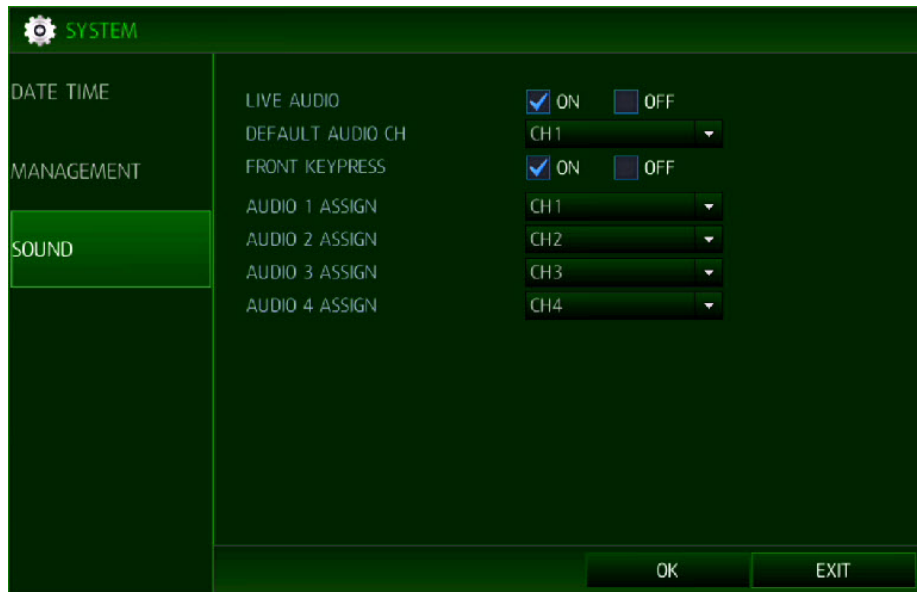 SYSTEM
DATE TIME
MANAGEMENT
SOUND
LIVE AUDIO ON OFF
DEFAULT AUDIO CH CH1
FRONT KEYPRESS ON OFF
AUDIO 1 ASSIGN CH1
AUDIO 2 ASSIGN CH2
AUDIO 3 ASSIGN CH3
AUDIO 4 ASSIGN CH4
OK EXIT